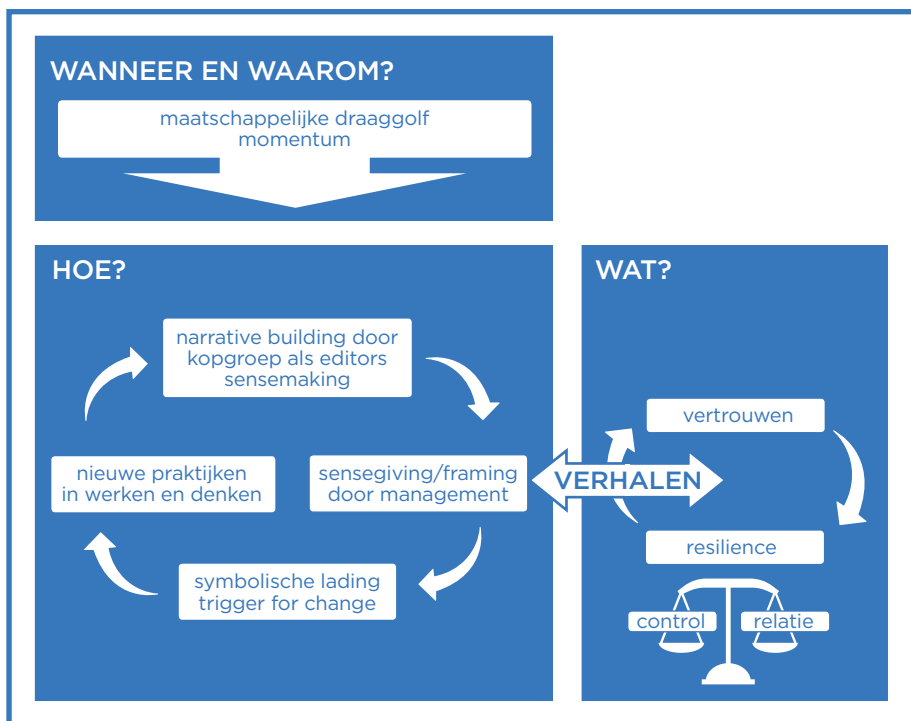 WANNEER EN WAAROM?
maatschappelijke draaggolf
momentum
HOE?
narrative building door
kopgroep als editors
sensemaking
nieuwe praktijken
in werken en denken
sensegiving/framing
door management
symbolische lading
trigger for change
VERHALEN
WAT?
vertrouwen
resilience
control
relatie